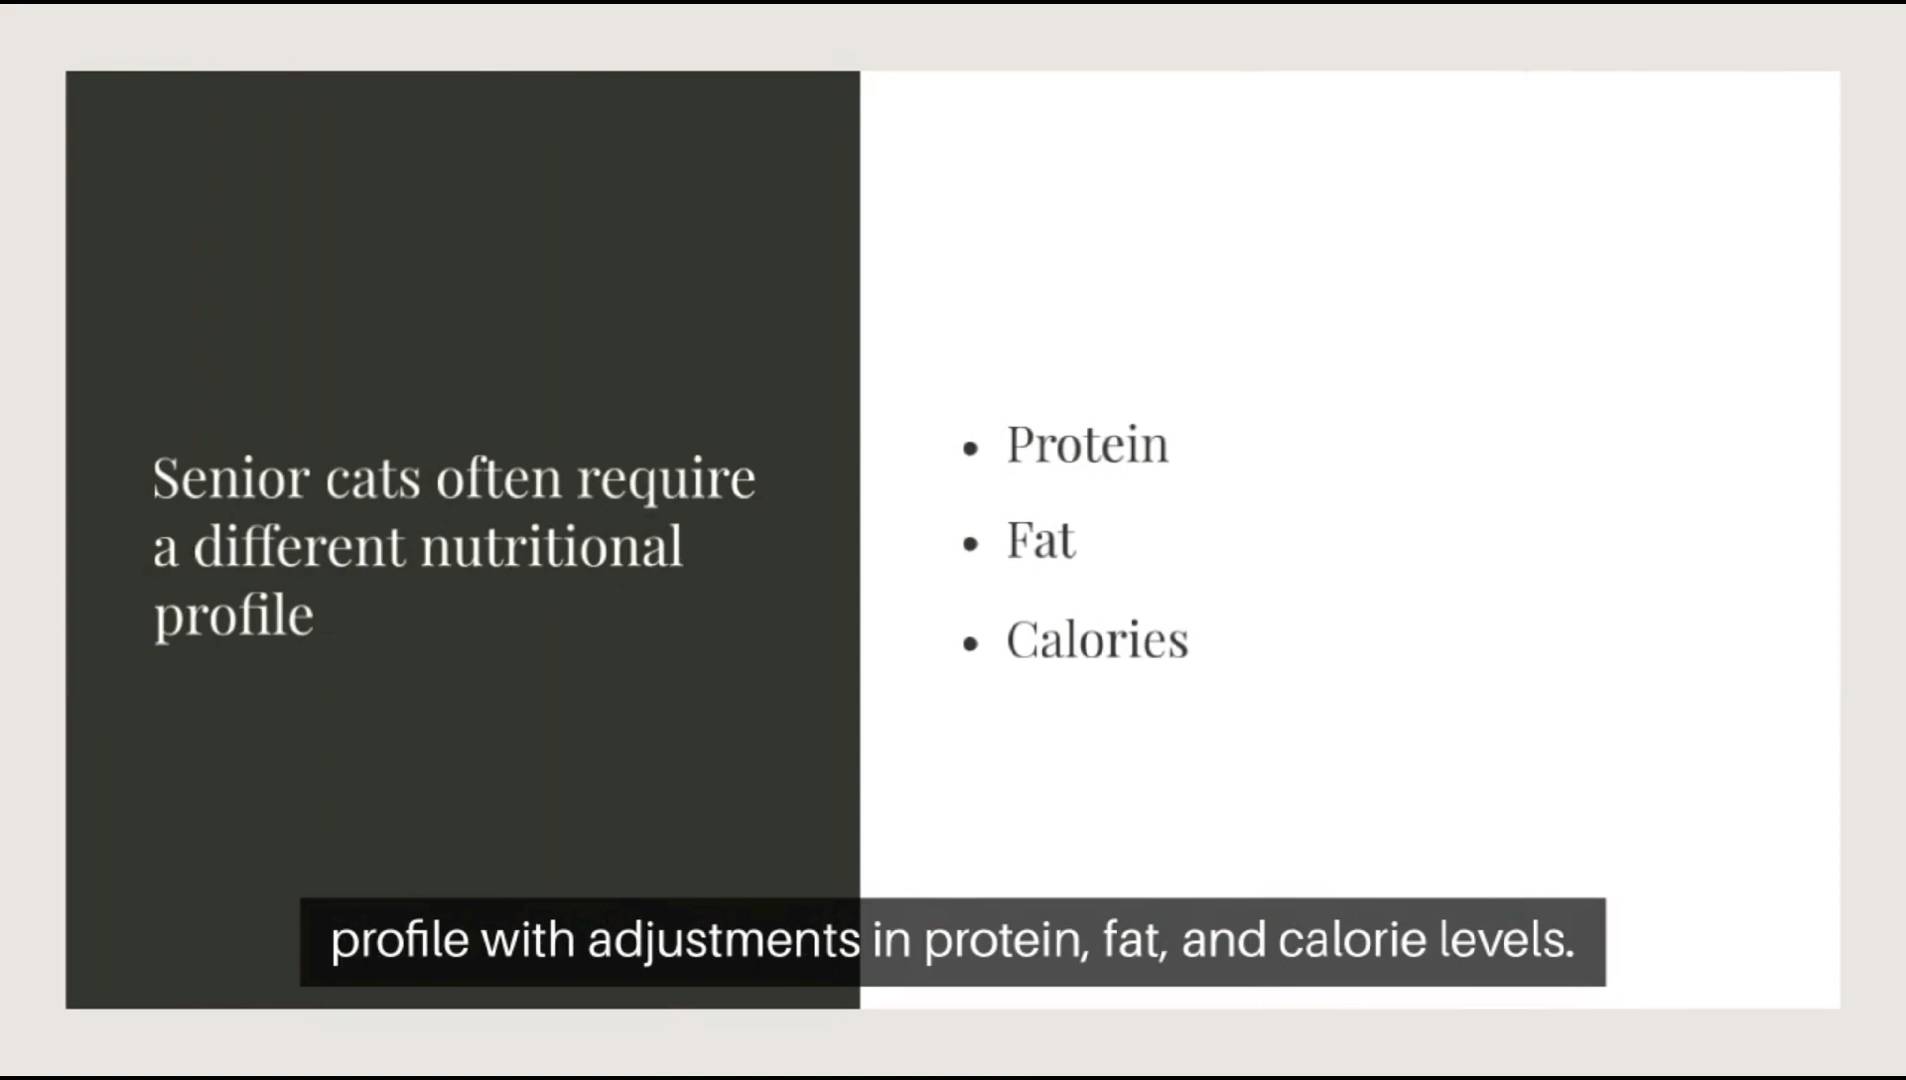 Senior cats often require
a different nutritional
profile
• Protein
• Fat
• Calories
profile with adjustments in protein, fat, and calorie levels.